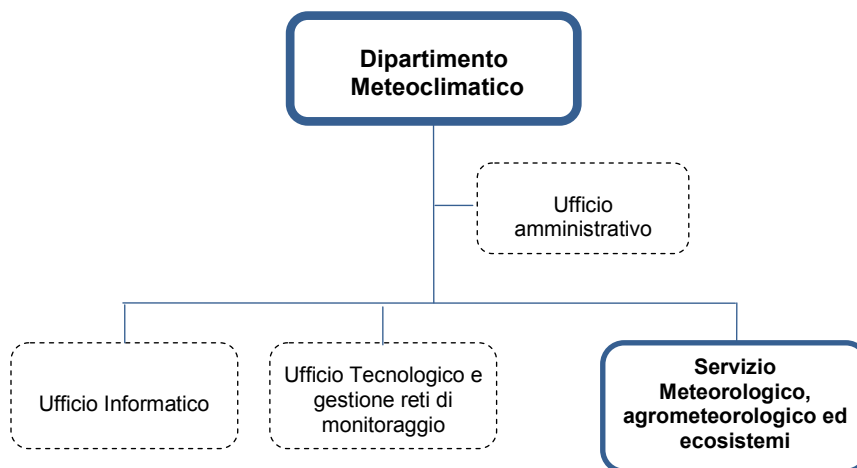 Dipartimento
Meteoclimatico
Ufficio
amministrativo
Ufficio Informatico
Ufficio Tecnologico e
gestione reti di
monitoraggio
Servizio
Meteorologico,
agrometeorologico ed
ecosistemi